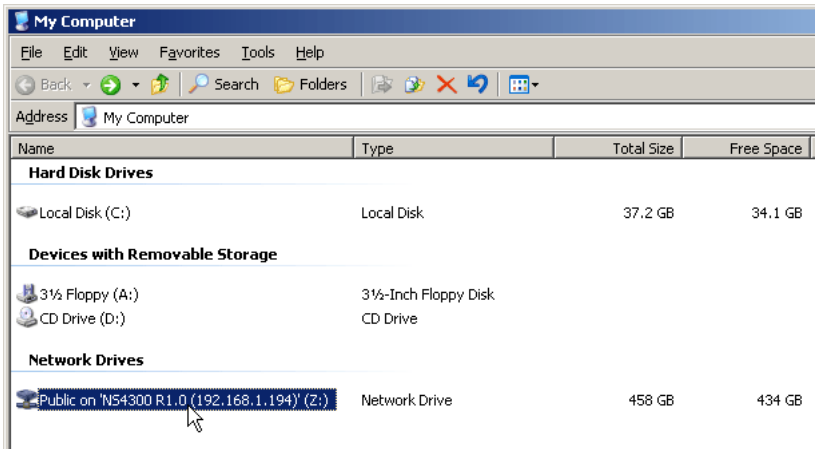 My Computer
File Edit View Favorites Tools Help
Back Search Folders
Address My Computer
Name Type Total Size Free Space
Hard Disk Drives
Local Disk (C:) Local Disk 37.2 GB 34.1 GB
Devices with Removable Storage
3½ Floppy (A:) 3½-Inch Floppy Disk
CD Drive (D:) CD Drive
Network Drives
Public on 'NS4300 R1.0 (192.168.1.194)' (Z:) Network Drive 458 GB 434 GB